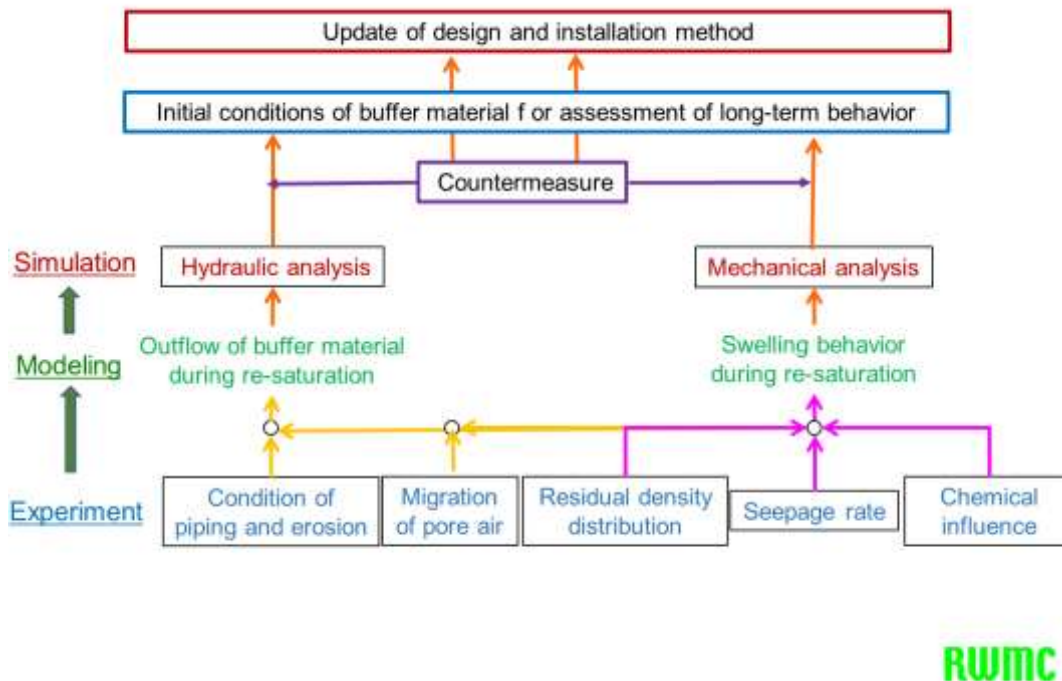 Update of design and installation method
Initial conditions of buffer material f or assessment of long-term behavior
Countermeasure
Simulation
Hydraulic analysis
Mechanical analysis
Modeling
Outflow of buffer material
during re-saturation
Swelling behavior
during re-saturation
Experiment
Condition of
piping and erosion
Migration
of pore air
Residual density
distribution
Seepage rate
Chemical
influence
RWMC